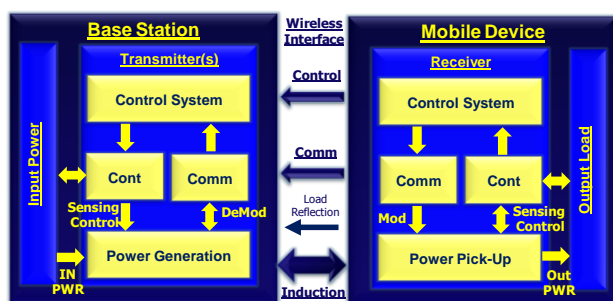 Base Station
Input Power
Transmitter(s)
Control System
Cont
Comm
Sensing
Control
DeMod
Power Generation
IN
PWR
Wireless
Interface
Control
Comm
Load
Reflection
Induction
Mobile Device
Receiver
Control System
Comm
Cont
Mod
Sensing
Control
Power Pick-Up
Out
PWR
Output Load